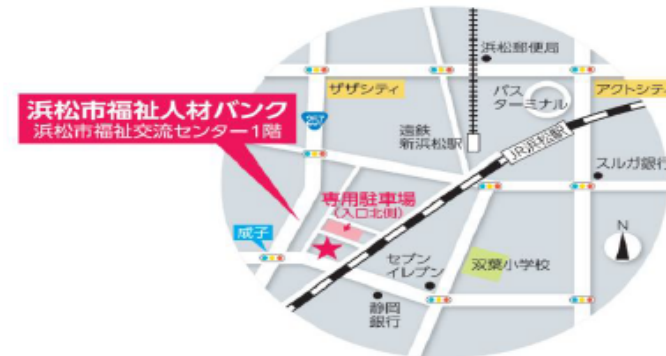 浜松郵便局
ザザシティ
バス
ターミナル
アクトシティ
浜松市福祉人材バンク
浜松市福祉交流センター1階
257
遠鉄
新浜松駅
JR浜松駅
スルガ銀行
専用駐車場
(入口北側)
成子
N
セブン
イレブン
双葉小学校
静岡
銀行